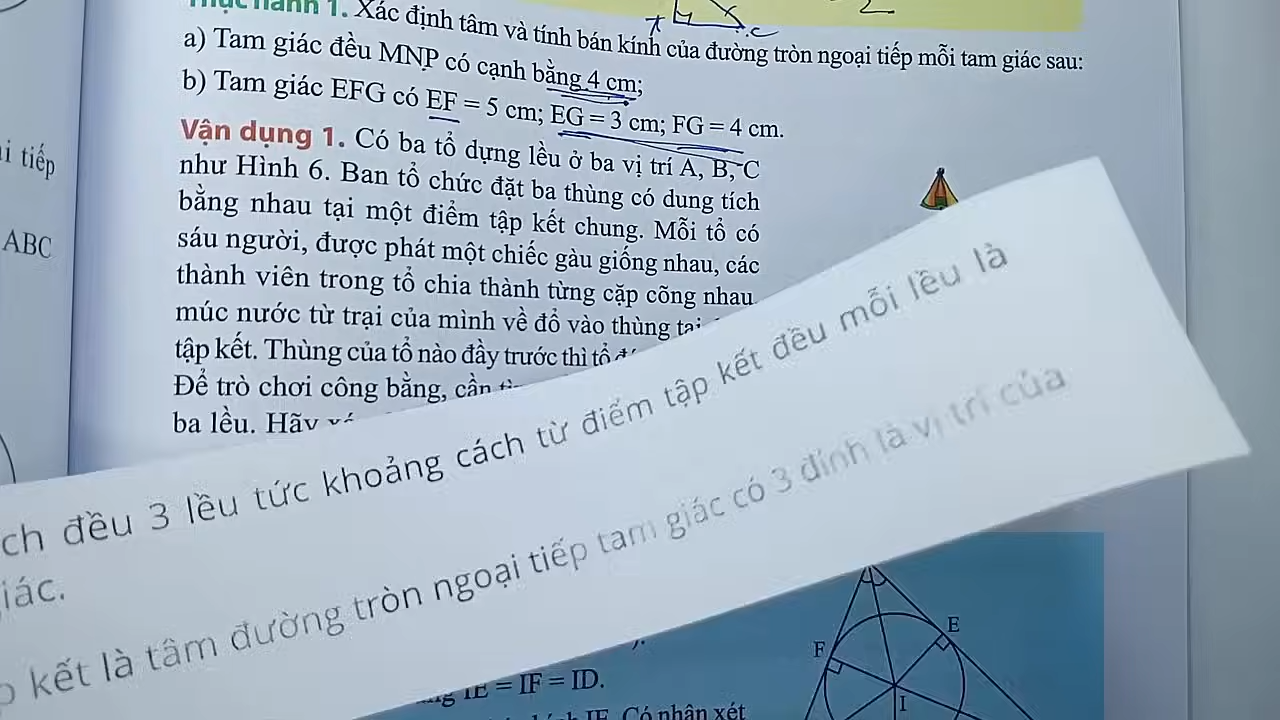 Thực hành 1. Xác định tâm và tính bán kính của đường tròn ngoại tiếp mỗi tam giác sau:
a) Tam giác đều MNP có cạnh bằng 4 cm;
b) Tam giác EFG có EF = 5 cm; EG = 3 cm; FG = 4 cm.
Vận dụng 1. Có ba tổ dựng lều ở ba vị trí A, B, C
như Hình 6. Ban tổ chức đặt ba thùng có dung tích
bằng nhau tại một điểm tập kết chung. Mỗi tổ có
sáu người, được phát một chiếc gàu giống nhau, các
thành viên trong tổ chia thành từng cặp cõng nhau
múc nước từ trại của mình về đổ vào thùng tại
tập kết. Thùng của tổ nào đầy trước thì tổ
Để trò chơi công bằng, cần
ba lều. Hãy
i tiếp
ABC
ch đều 3 lều tức khoảng cách từ điểm tập kết đều mỗi lều là
iác.
kết là tâm đường tròn ngoại tiếp tam giác có 3 đỉnh là vị trí của
IE = IF = ID.
IE. Có nhận xét
E
F
I